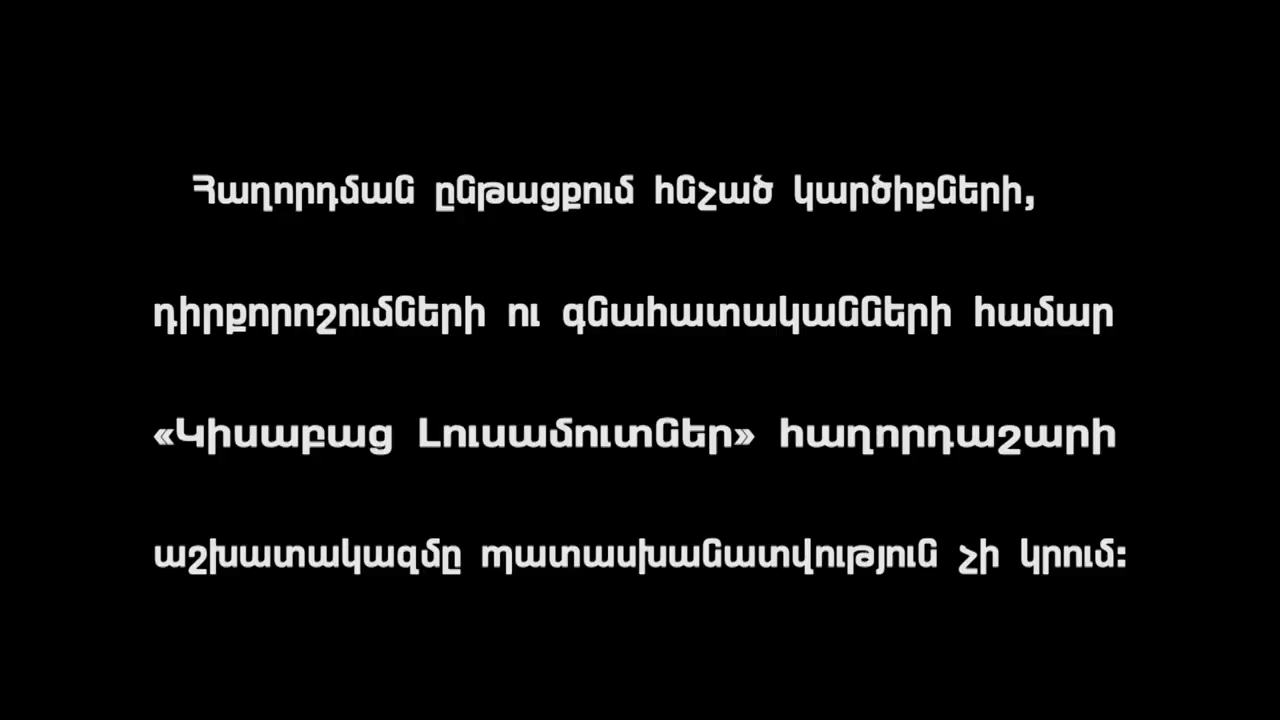 Հաղորդման ընթացքում հնչած կարծիքների,
դիրքորոշումների ու գնահատականների համար
«Կիսաբաց Լուսամուտներ» հաղորդաշարի
աշխատակազմը պատասխանատվություն չի կրում: